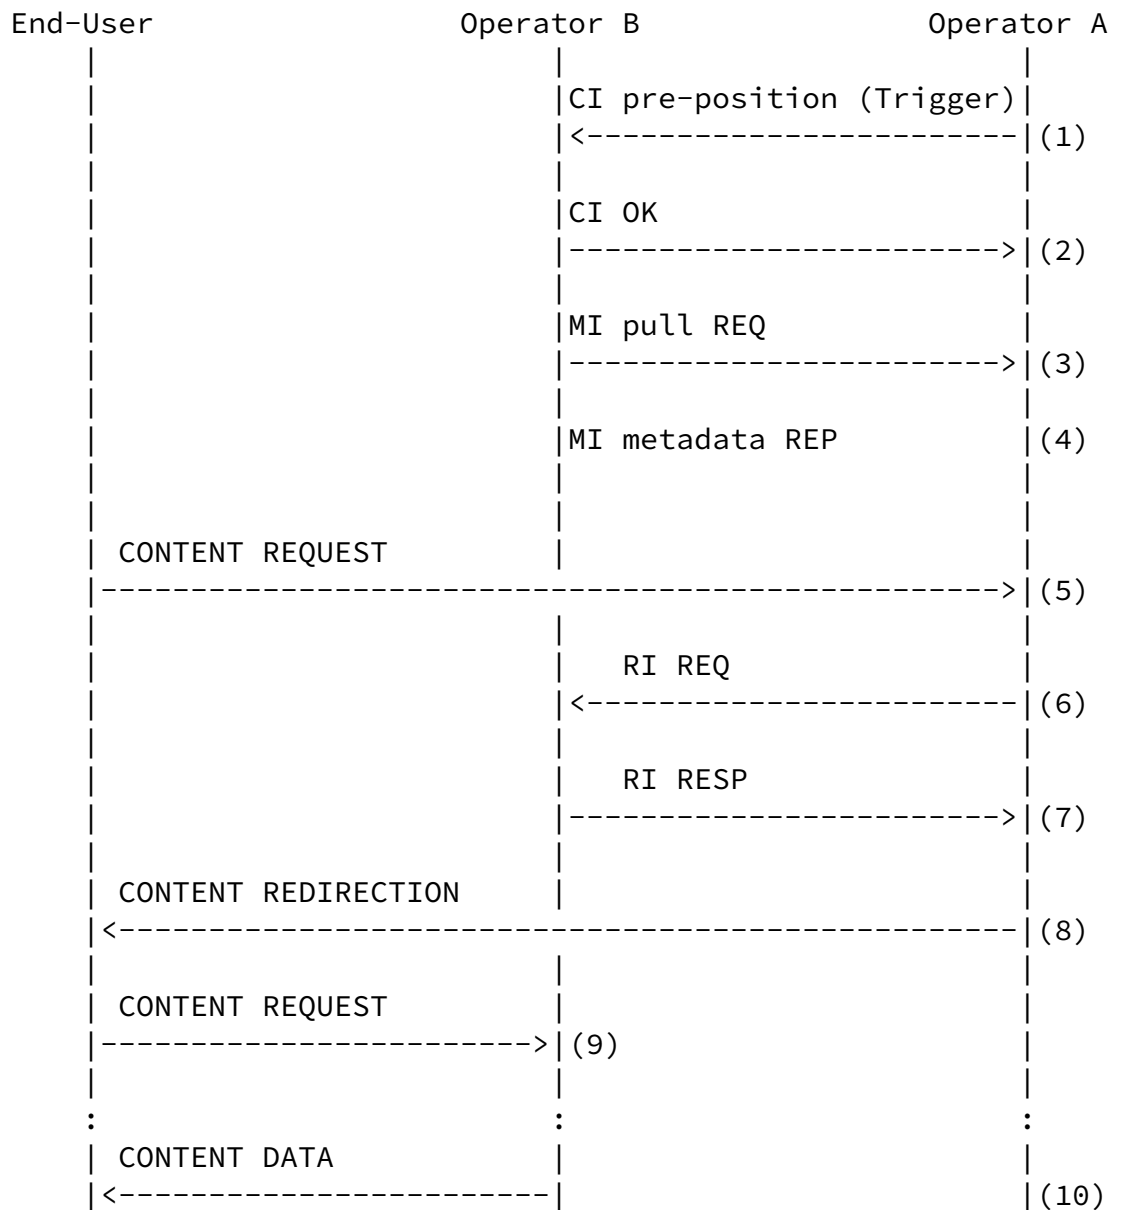 End-User                 Operator B                Operator A
    |                         |                         |
    |                         |CI pre-position (Trigger)|
    |                         |<------------------------|(1)
    |                         |                         |
    |                         |CI OK                    |
    |                         |------------------------>|(2)
    |                         |                         |
    |                         |MI pull REQ              |
    |                         |------------------------>|(3)
    |                         |                         |
    |                         |MI metadata REP          |(4)
    |                         |                         |
    |                         |                         |
    | CONTENT REQUEST         |                         |
    |-------------------------------------------------->|(5)
    |                         |                         |
    |                         |   RI REQ                |
    |                         |<------------------------|(6)
    |                         |                         |
    |                         |   RI RESP               |
    |                         |------------------------>|(7)
    |                         |                         |
    | CONTENT REDIRECTION     |                         |
    |<--------------------------------------------------|(8)
    |                         |                         |
    | CONTENT REQUEST         |                         |
    |------------------------>|(9)                      |
    |                         |                         |
    :                         :                         :
    | CONTENT DATA            |                         |
    |<------------------------|                         |(10)